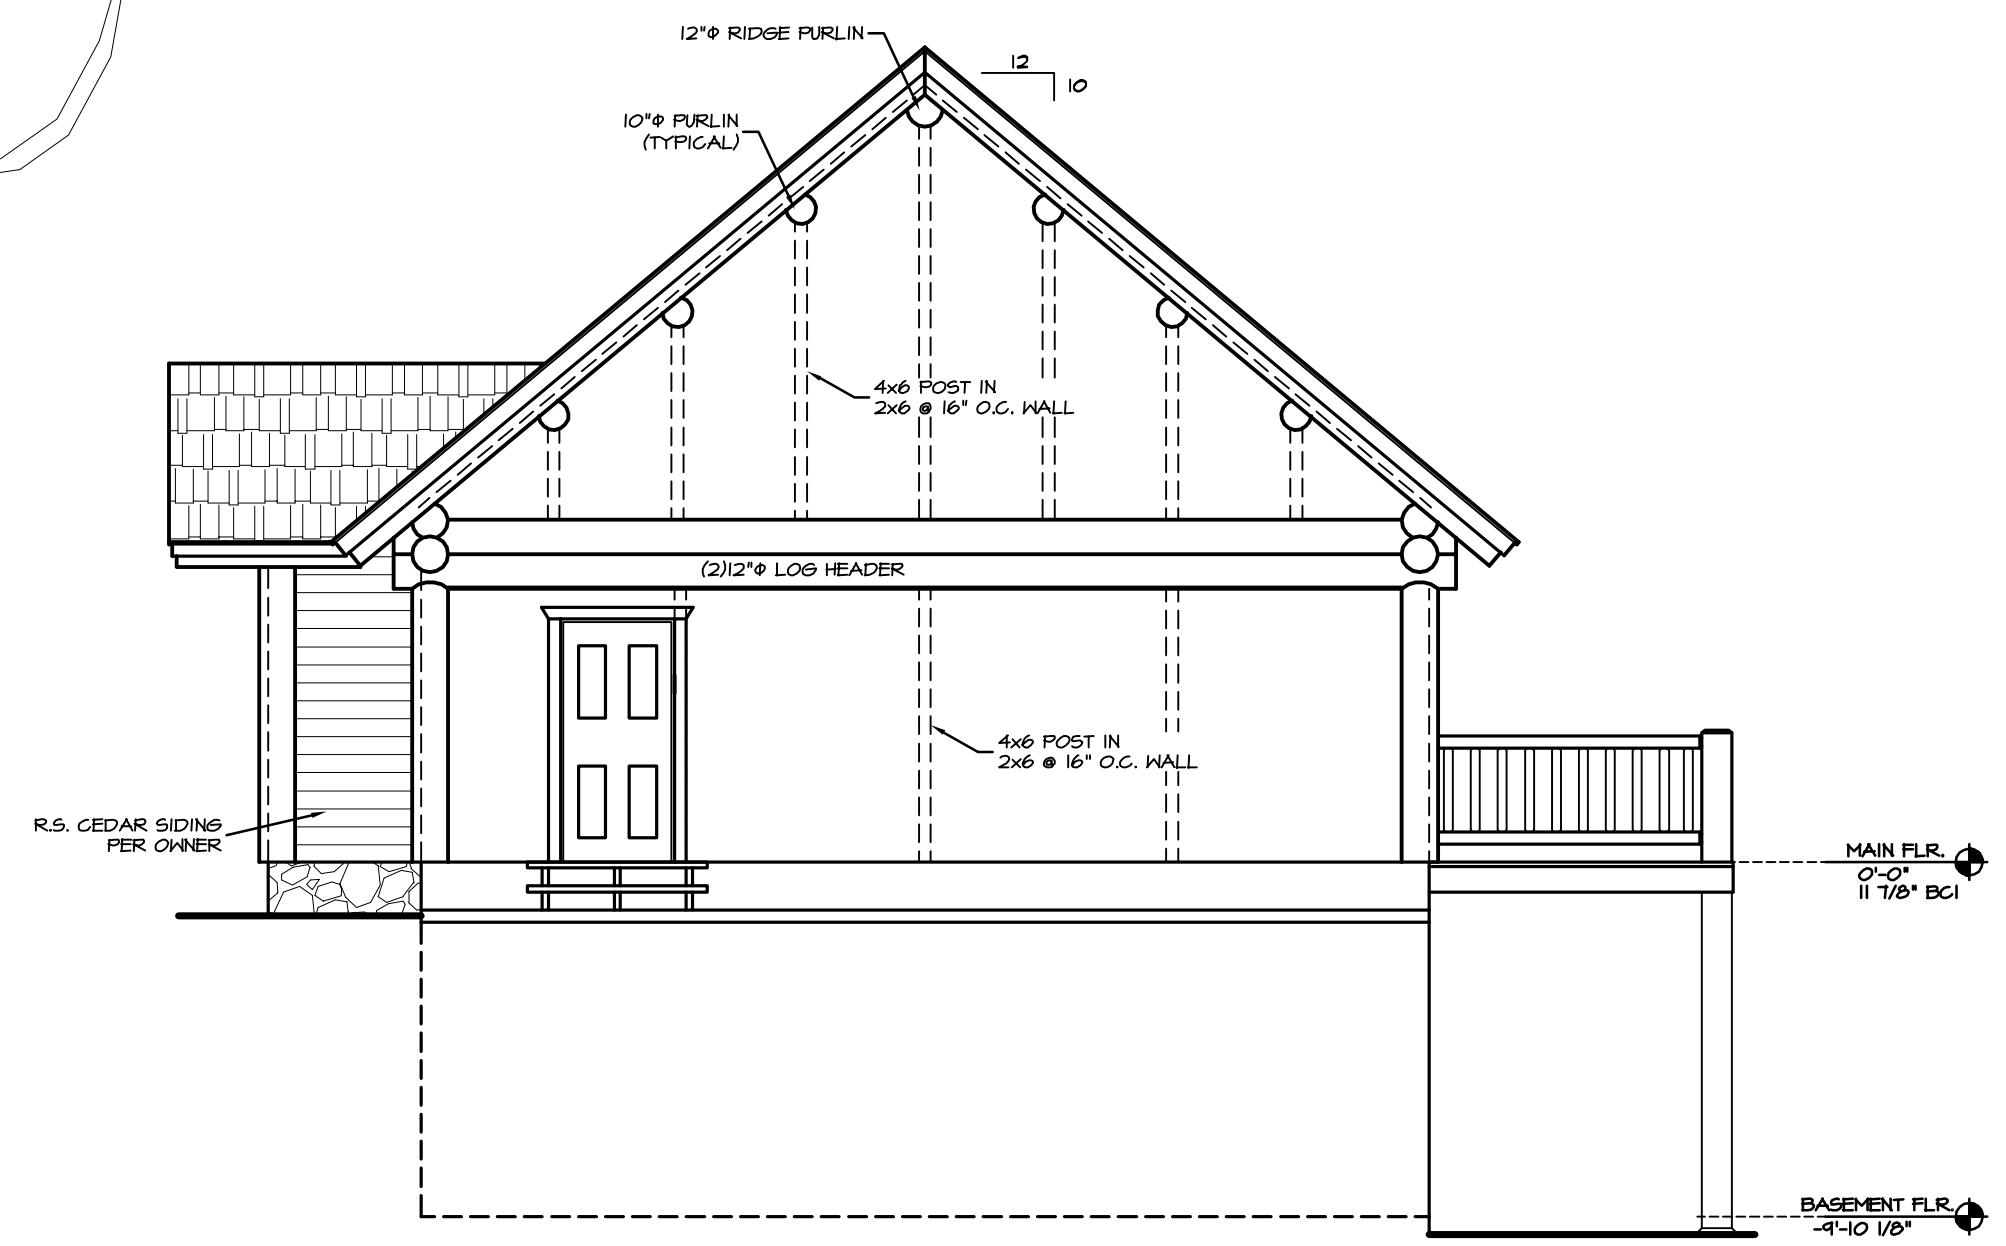 12"Φ RIDGE PURLIN
12
10
10"Φ PURLIN
(TYPICAL)
4x6 POST IN
2x6 @ 16" O.C. WALL
(2)12"Φ LOG HEADER
4x6 POST IN
2x6 @ 16" O.C. WALL
R.S. CEDAR SIDING
PER OWNER
MAIN FLR.
0'-0"
11 7/8" BCI
BASEMENT FLR.
-9'-10 1/8"